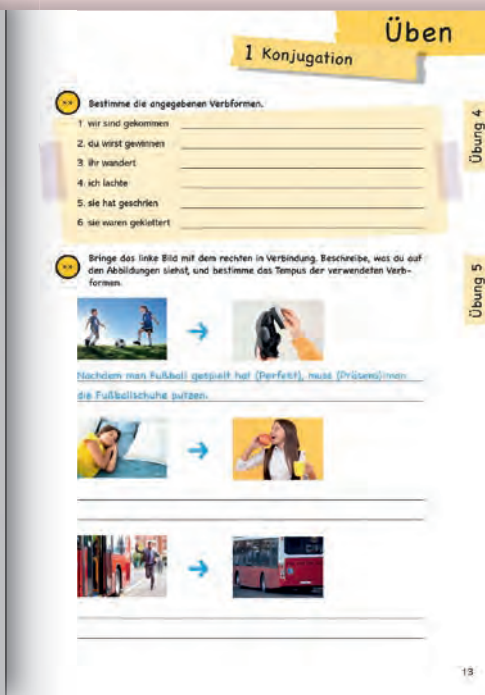 Üben
1 Konjugation
Übung 4
Bestimme die angegebenen Verbformen.
1 wir sind gekommen
2. du wirst gewinnen
3. ihr wandert
4. ich lachte
5. sie hat geschrien
6. sie waren geklettert
Übung 5
Bringe das linke Bild mit dem rechten in Verbindung. Beschreibe, was du auf
den Abbildungen siehst, und bestimme das Tempus der verwendeten Verb-
formen.
Nachdem man Fußball gespielt hat (Perfekt), muss (Präsens) man
die Fußballschuhe putzen.
13